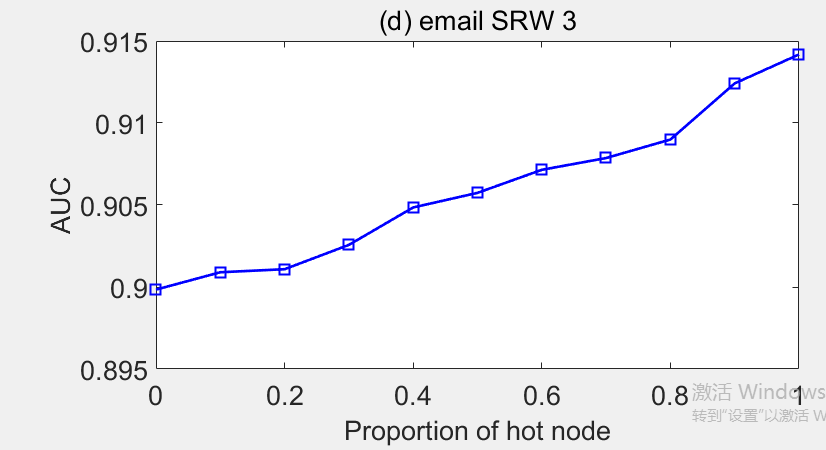 (d) email SRW 3
0.915
0.91
0.905
0.9
0.895
AUC
0 0.2 0.4 0.6 0.8 1
Proportion of hot node
激活 Windows
转到“设置”以激活 W